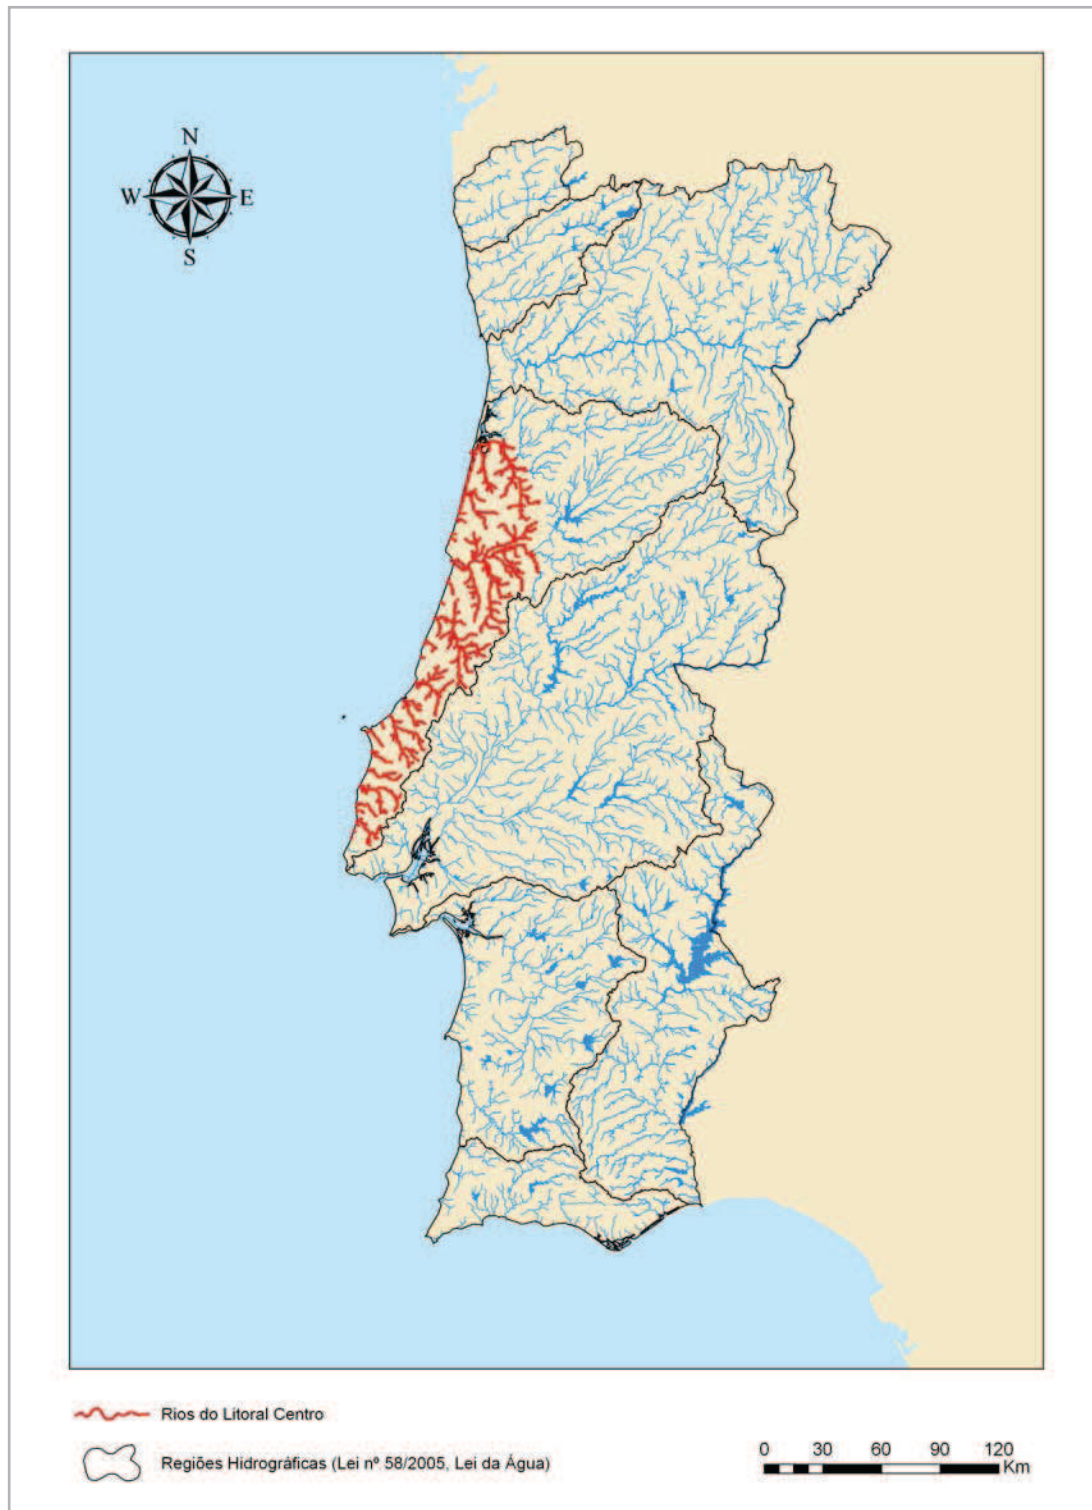 N
W E
S
Rios do Litoral Centro
Regiões Hidrográficas (Lei nº 58/2005, Lei da Água)
0 30 60 90 120
Km